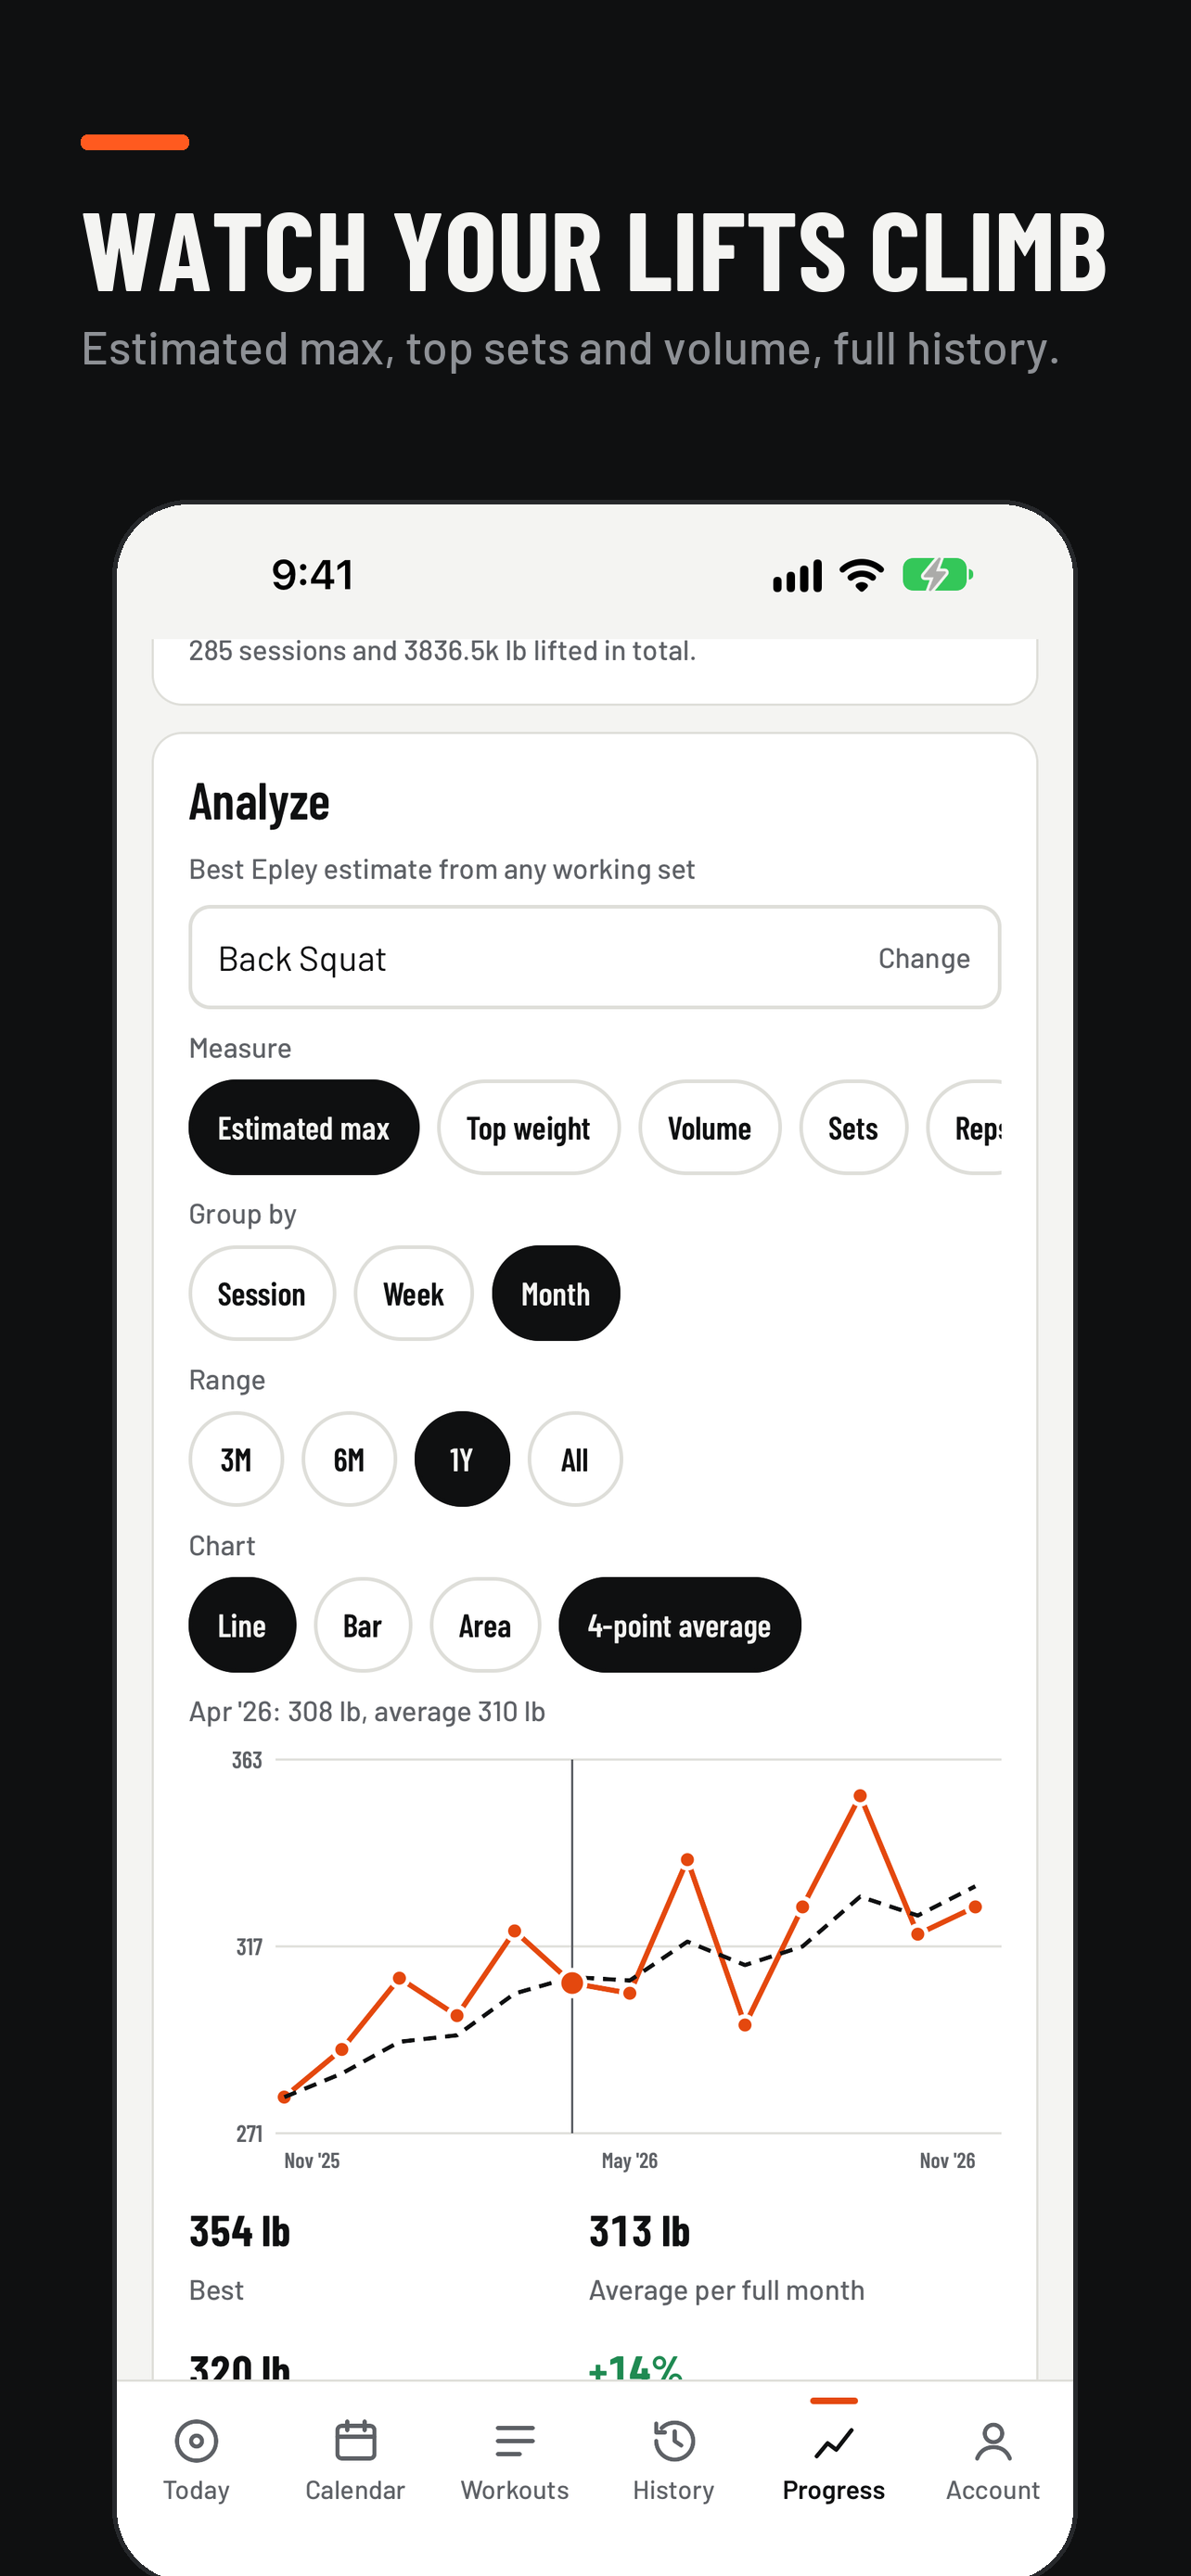 WATCH YOUR LIFTS CLIMB
Estimated max, top sets and volume, full history.
9:41
285 sessions and 3836.5k lb lifted in total.
Analyze
Best Epley estimate from any working set
Back Squat Change
Measure
Estimated max Top weight Volume Sets Reps
Group by
Session Week Month
Range
3M 6M 1Y All
Chart
Line Bar Area 4-point average
Apr '26: 308 lb, average 310 lb
363
317
271
Nov '25 May '26 Nov '26
354 lb 313 lb
Best Average per full month
320 lb +14%
Today Calendar Workouts History Progress Account